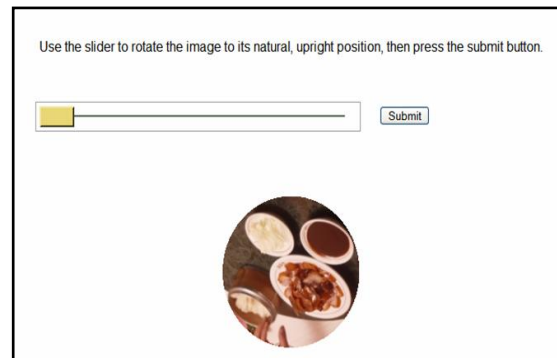 Use the slider to rotate the image to its natural, upright position, then press the submit button.
Submit